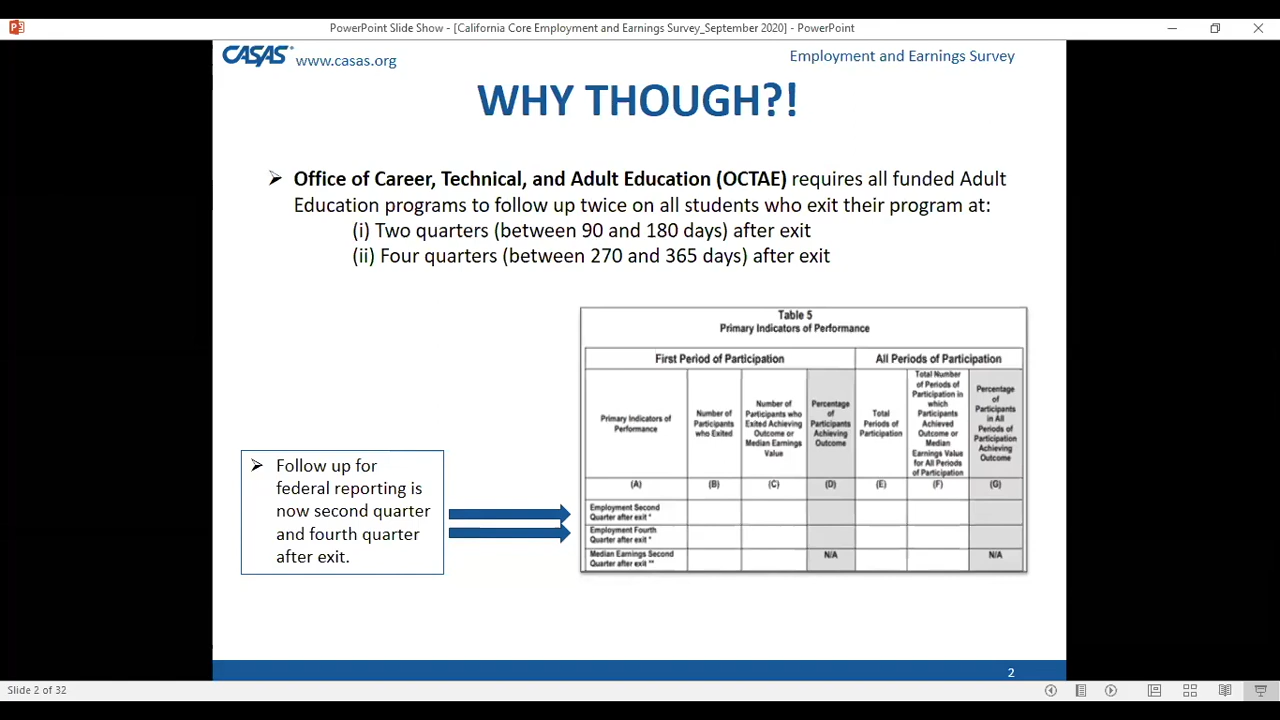 PowerPoint Slide Show - [California Core Employment and Earnings Survey_September 2020] - PowerPoint
CASAS www.casas.org
Employment and Earnings Survey
WHY THOUGH?!
➢ Office of Career, Technical, and Adult Education (OCTAE) requires all funded Adult
Education programs to follow up twice on all students who exit their program at:
(i) Two quarters (between 90 and 180 days) after exit
(ii) Four quarters (between 270 and 365 days) after exit
Table 5
Primary Indicators of Performance
First Period of Participation
All Periods of Participation
Primary Indicators of
Performance
Number of
Participants
who Exited
Number of
Participants who
Exited Achieving
Outcome or
Median Earnings
Value
Percentage
of
Participants
Achieving
Outcome
Total
Periods of
Participation
Total Number
of Periods of
Participation in
which
Participants
Achieved
Outcome or
Median
Earnings Value
for All Periods
of Participation
Percentage
of
Participants
in All
Periods of
Participation
Achieving
Outcome
(A) (B) (C) (D) (E) (F) (G)
Employment Second
Quarter after exit *
Employment Fourth
Quarter after exit *
Median Earnings Second
Quarter after exit **
N/A
N/A
➢ Follow up for
federal reporting is
now second quarter
and fourth quarter
after exit.
2
Slide 2 of 32